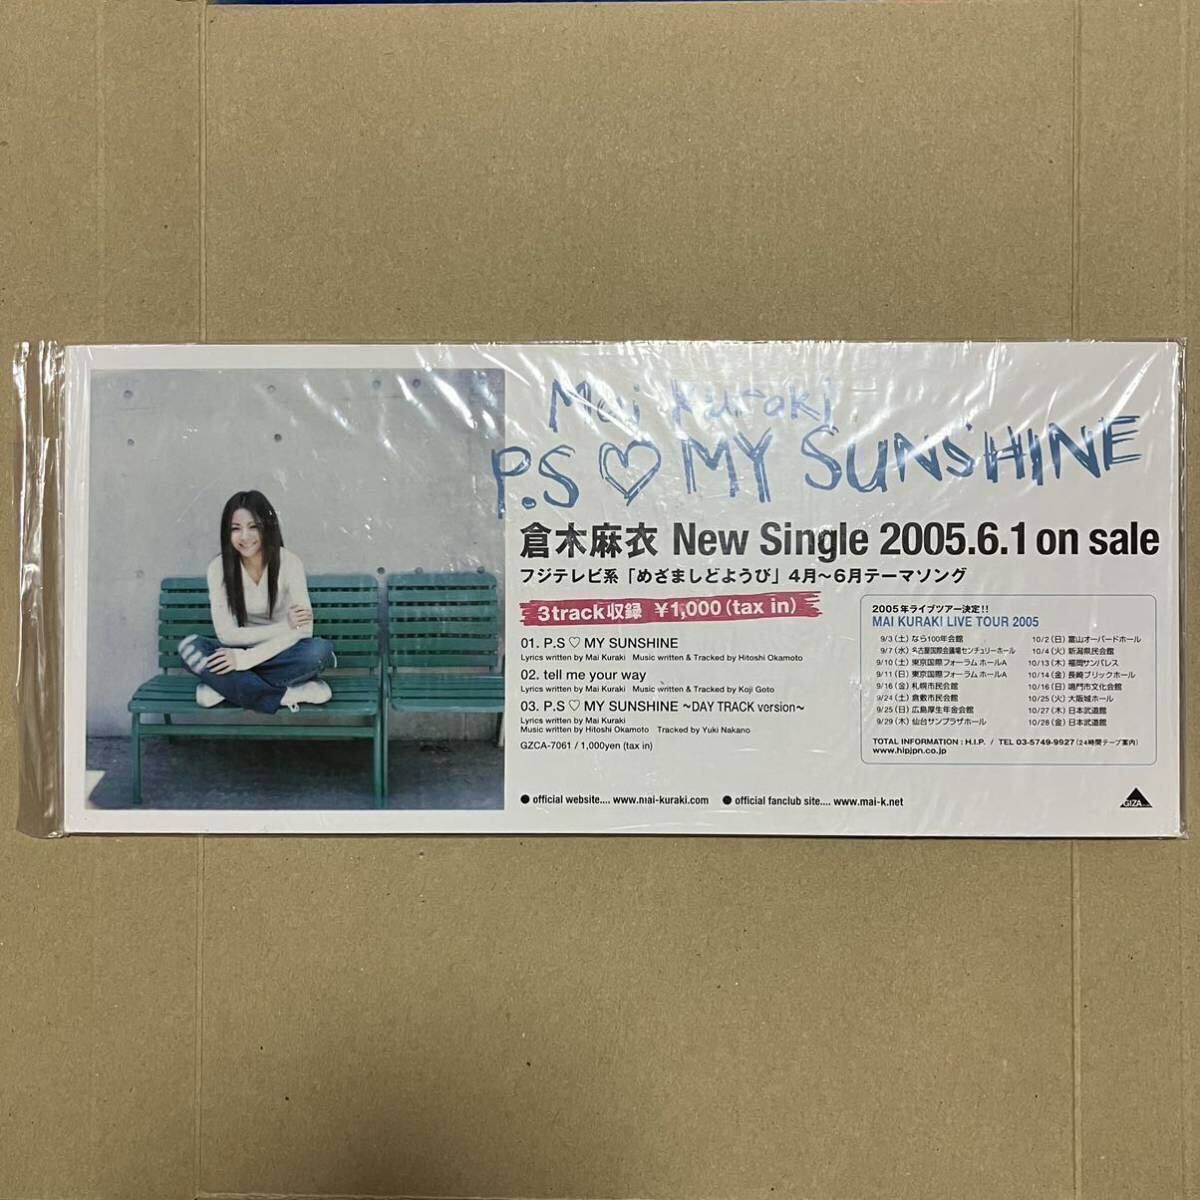 Mai Kuraki
P.S ♡ MY SUNSHINE
倉木麻衣 New Single 2005.6.1 on sale
フジテレビ系「めざましどようび」4月〜6月テーマソング
3track収録 ¥1,000 (tax in)
01. P.S ♡ MY SUNSHINE
Lyrics written by Mai Kuraki Music written & Tracked by Hitoshi Okamoto
02. tell me your way
Lyrics written by Mai Kuraki Music written & Tracked by Koji Goto
03. P.S ♡ MY SUNSHINE 〜DAY TRACK version〜
Lyrics written by Mai Kuraki
Music written by Hitoshi Okamoto Tracked by Yuki Nakano
GZCA-7061 / 1,000yen (tax in)
2005年ライブツアー決定!!
MAI KURAKI LIVE TOUR 2005
9/3 (土) なら100年会館
9/7 (水) 名古屋国際会議場センチュリーホール
9/10 (土) 東京国際フォーラム ホールA
9/11 (日) 東京国際フォーラム ホールA
9/16 (金) 札幌市民会館
9/24 (土) 倉敷市民会館
9/25 (日) 広島厚生年金会館
9/29 (木) 仙台サンプラザホール
10/2 (日) 富山オーバードホール
10/4 (火) 新潟県民会館
10/13 (木) 福岡サンパレス
10/14 (金) 長崎ブリックホール
10/16 (日) 鳴門市文化会館
10/25 (火) 大阪城ホール
10/27 (木) 日本武道館
10/28 (金) 日本武道館
TOTAL INFORMATION : H.I.P. / TEL 03-5749-9927 (24時間テープ案内)
www.hipjpn.co.jp
● official website.... www.mai-kuraki.com ● official fanclub site.... www.mai-k.net
GIZA